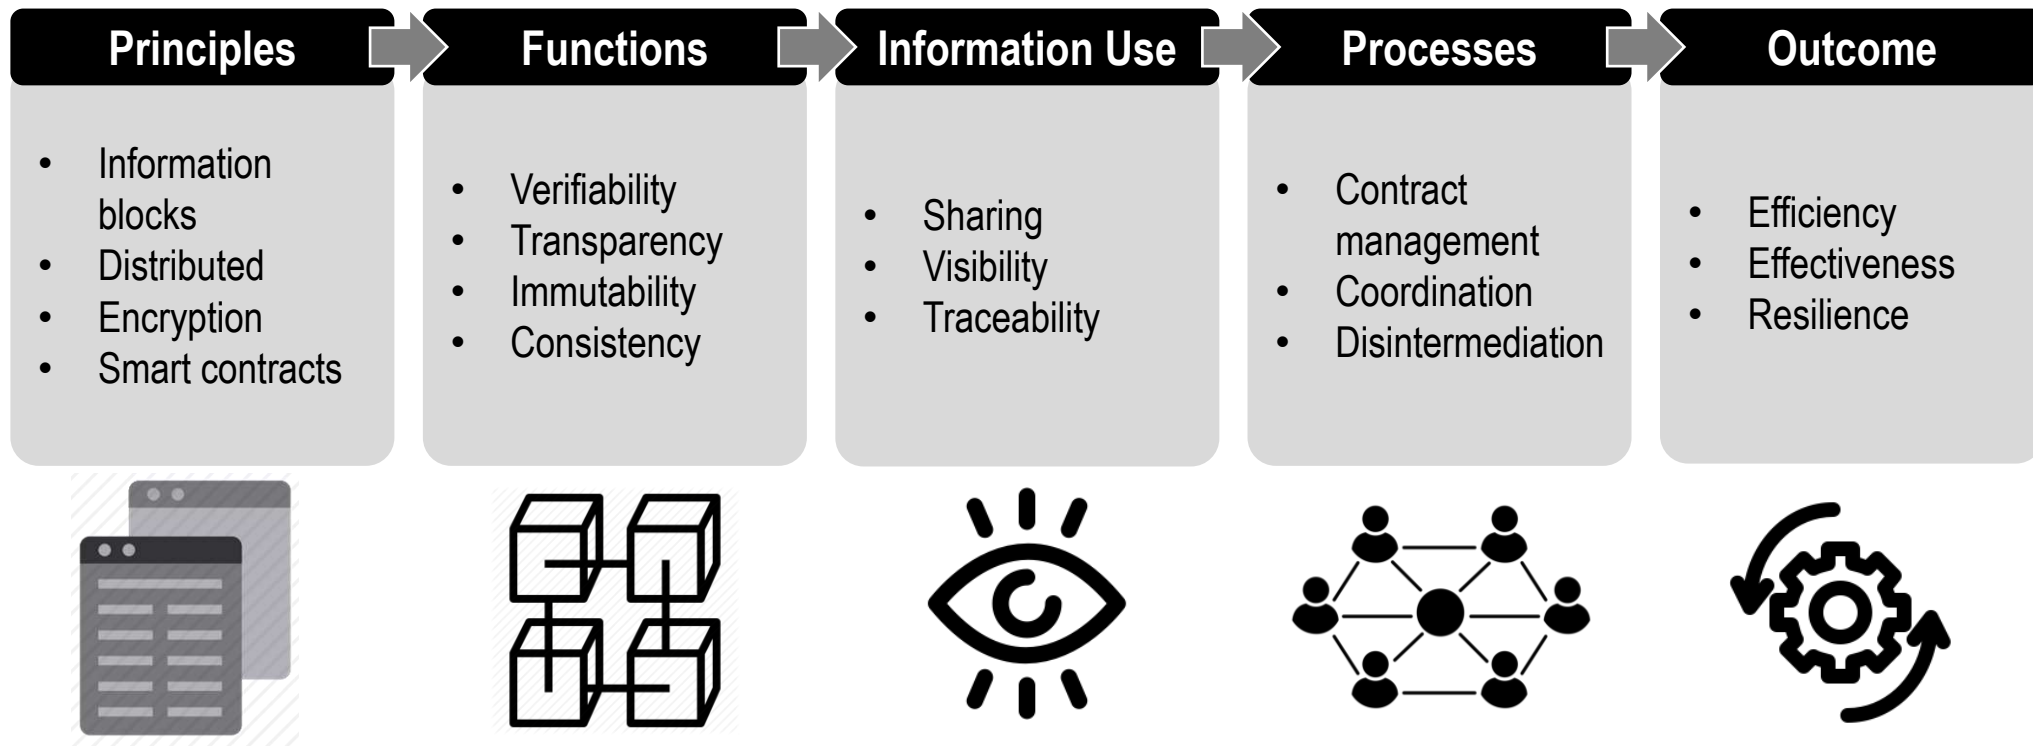 Principles
• Information
blocks
• Distributed
• Encryption
• Smart contracts
Functions
• Verifiability
• Transparency
• Immutability
• Consistency
Information Use
• Sharing
• Visibility
• Traceability
Processes
• Contract
management
• Coordination
• Disintermediation
Outcome
• Efficiency
• Effectiveness
• Resilience